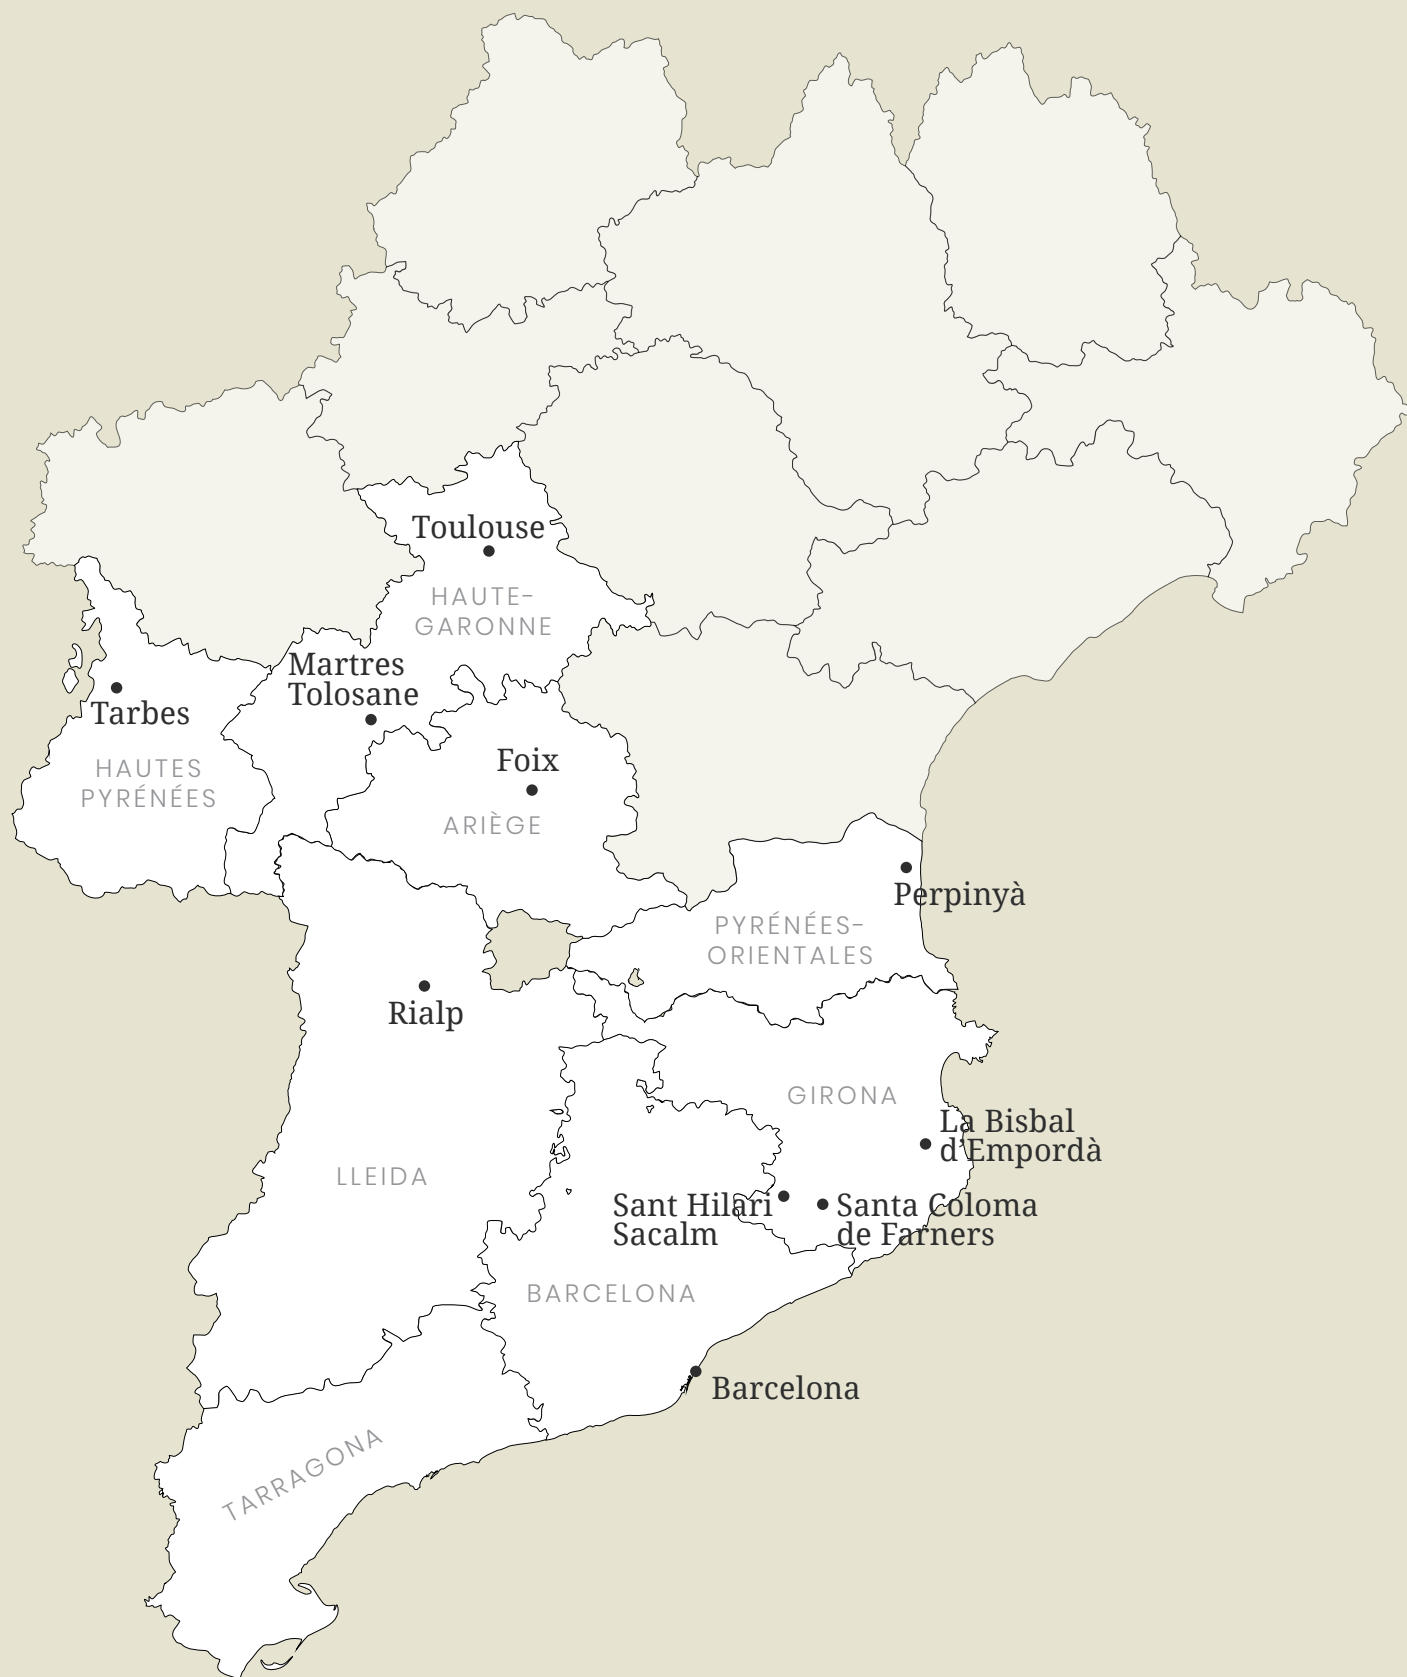 Toulouse
HAUTE-
GARONNE
Martres
Tolosane
Tarbes
HAUTES
PYRÉNÉES
Foix
ARIÈGE
Perpinyà
PYRÉNÉES-
ORIENTALES
Rialp
GIRONA
La Bisbal
d'Empordà
LLEIDA
Sant Hilari
Sacalm
Santa Coloma
de Farners
BARCELONA
Barcelona
TARRAGONA